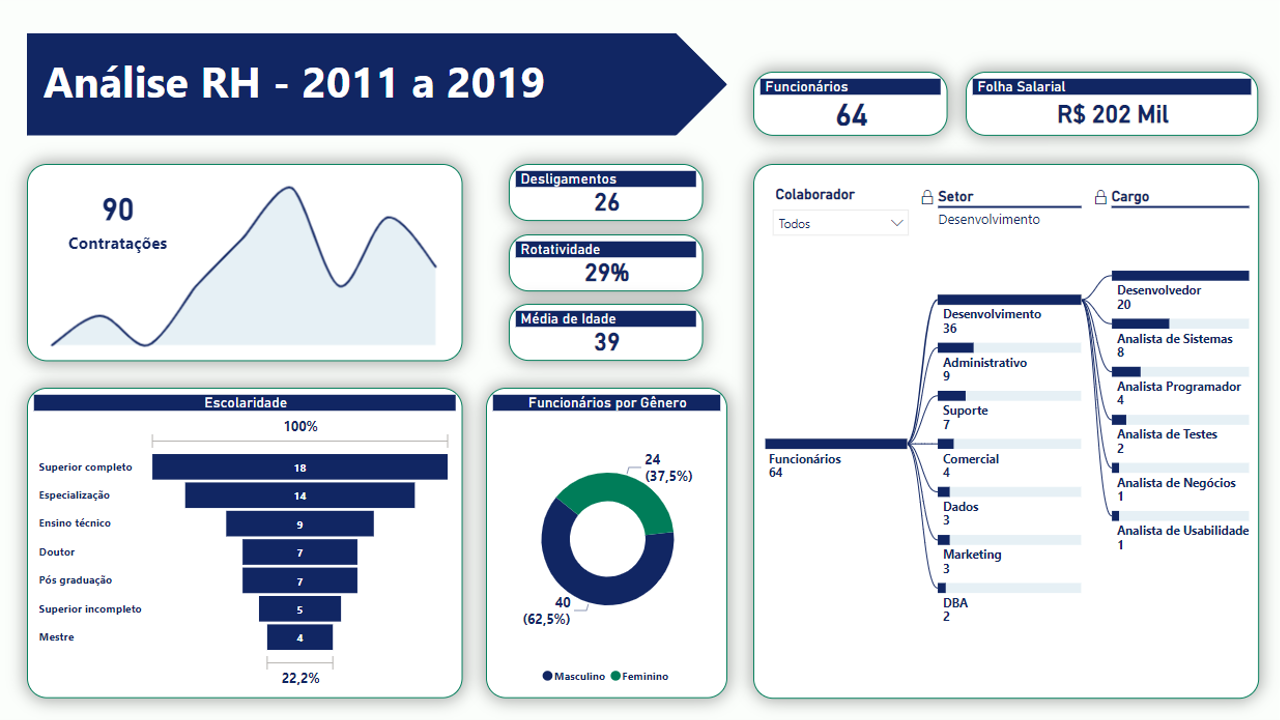 Análise RH - 2011 a 2019
Funcionários
64
Folha Salarial
R$ 202 Mil
90
Contratações
Desligamentos
26
Rotatividade
29%
Média de Idade
39
Escolaridade
100%
Superior completo 18
Especialização 14
Ensino técnico 9
Doutor 7
Pós graduação 7
Superior incompleto 5
Mestre 4
22,2%
Funcionários por Gênero
24
(37,5%)
40
(62,5%)
Masculino Feminino
Colaborador
Todos
Setor
Desenvolvimento
Cargo
Funcionários
64
Desenvolvimento
36
Administrativo
9
Suporte
7
Comercial
4
Dados
3
Marketing
3
DBA
2
Desenvolvedor
20
Analista de Sistemas
8
Analista Programador
4
Analista de Testes
2
Analista de Negócios
1
Analista de Usabilidade
1